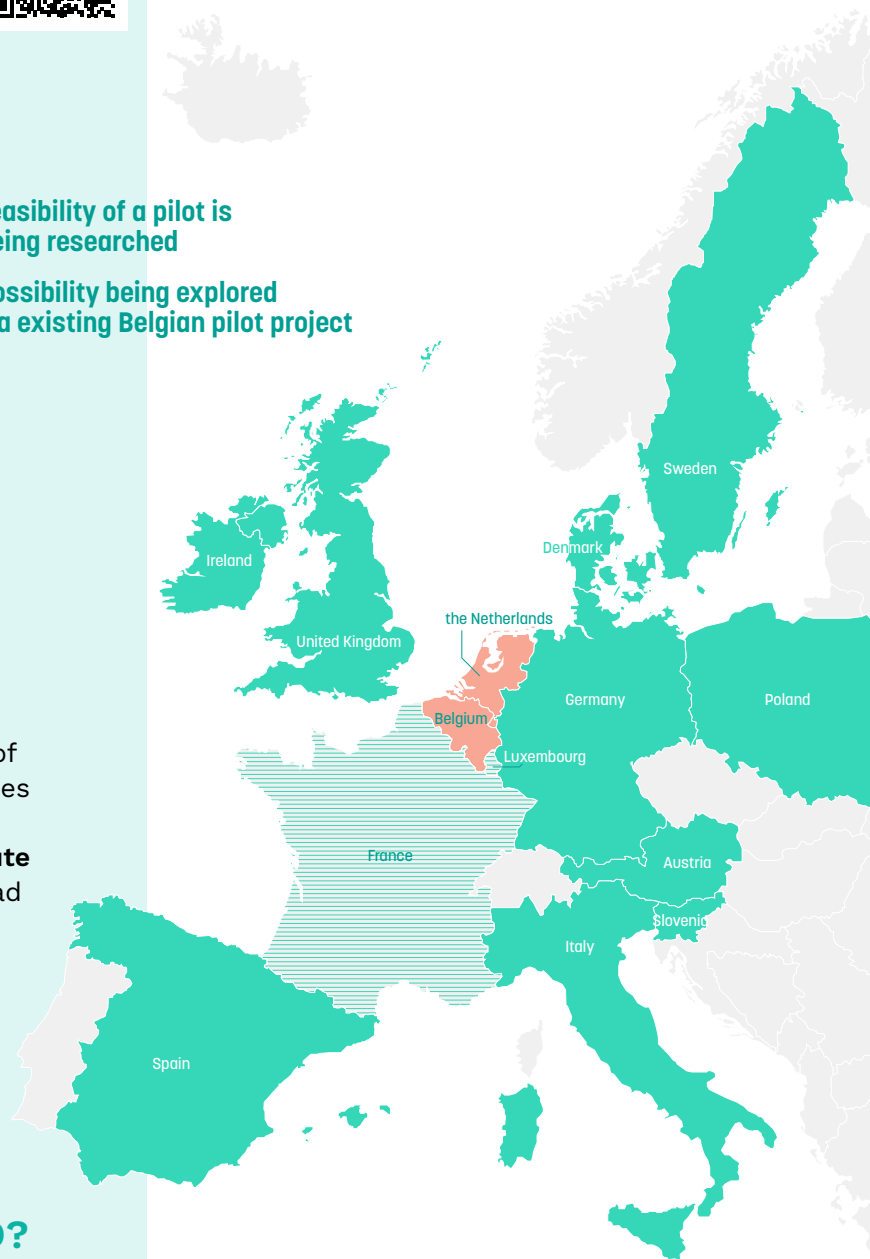 easibility of a pilot is
eing researched
ossibility being explored
a existing Belgian pilot project
Sweden
Denmark
Ireland
the Netherlands
United Kingdom
Germany
Poland
Belgium
Luxembourg
of
es
France
te
Austria
ad
Slovenia
Italy
Spain
?